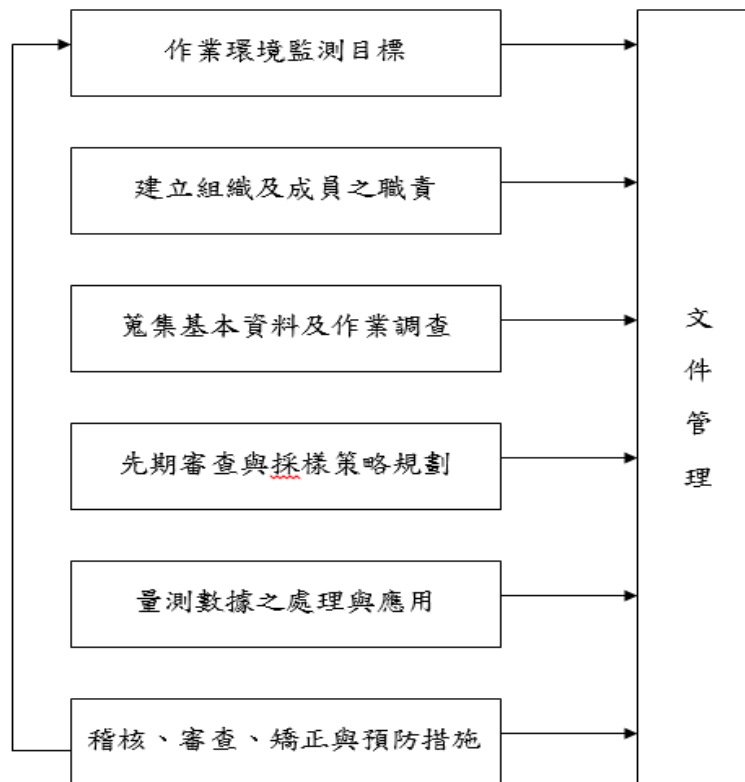 作業環境監測目標
建立組織及成員之職責
蒐集基本資料及作業調查
先期審查與採樣策略規劃
量測數據之處理與應用
稽核、審查、矯正與預防措施
文件管理